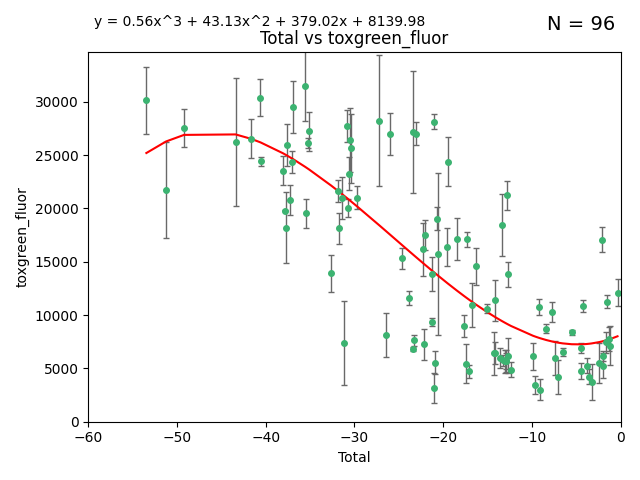 y = 0.56x^3 + 43.13x^2 + 379.02x + 8139.98
N = 96
Total vs toxgreen_fluor
toxgreen_fluor
30000
25000
20000
15000
10000
5000
0
−60
−50
−40
−30
−20
−10
0
Total